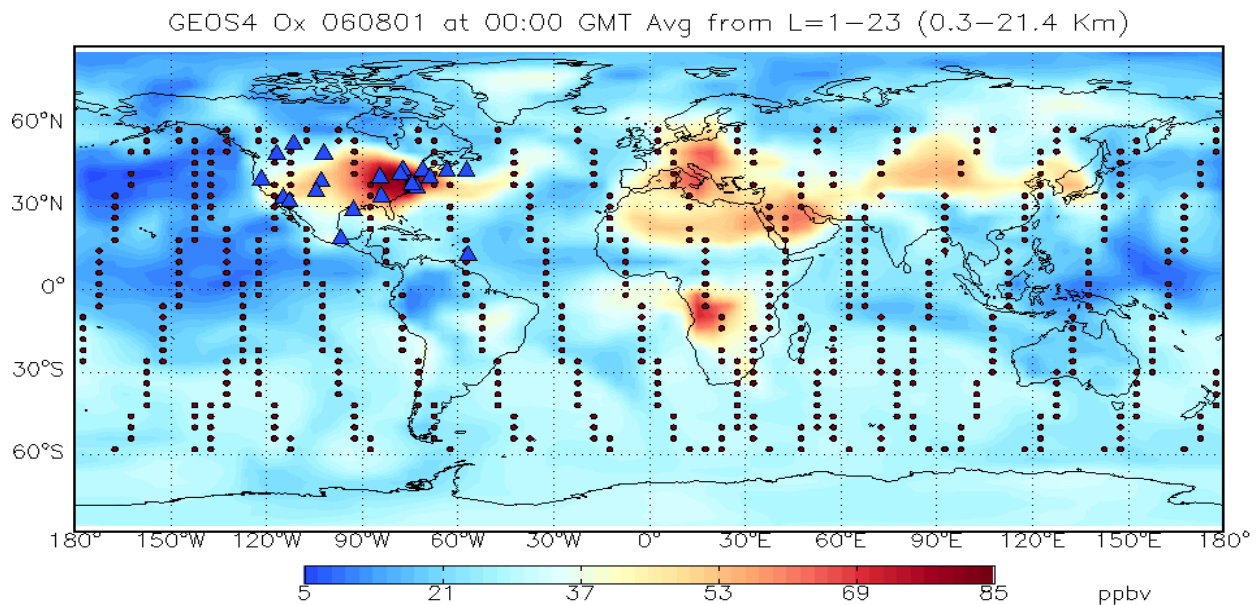 GEOS4 Ox 060801 at 00:00 GMT Avg from L=1-23 (0.3-21.4 Km)
60°N
30°N
0°
30°S
60°S
180° 150°W 120°W 90°W 60°W 30°W 0° 30°E 60°E 90°E 120°E 150°E 180°
5 21 37 53 69 85 ppbv